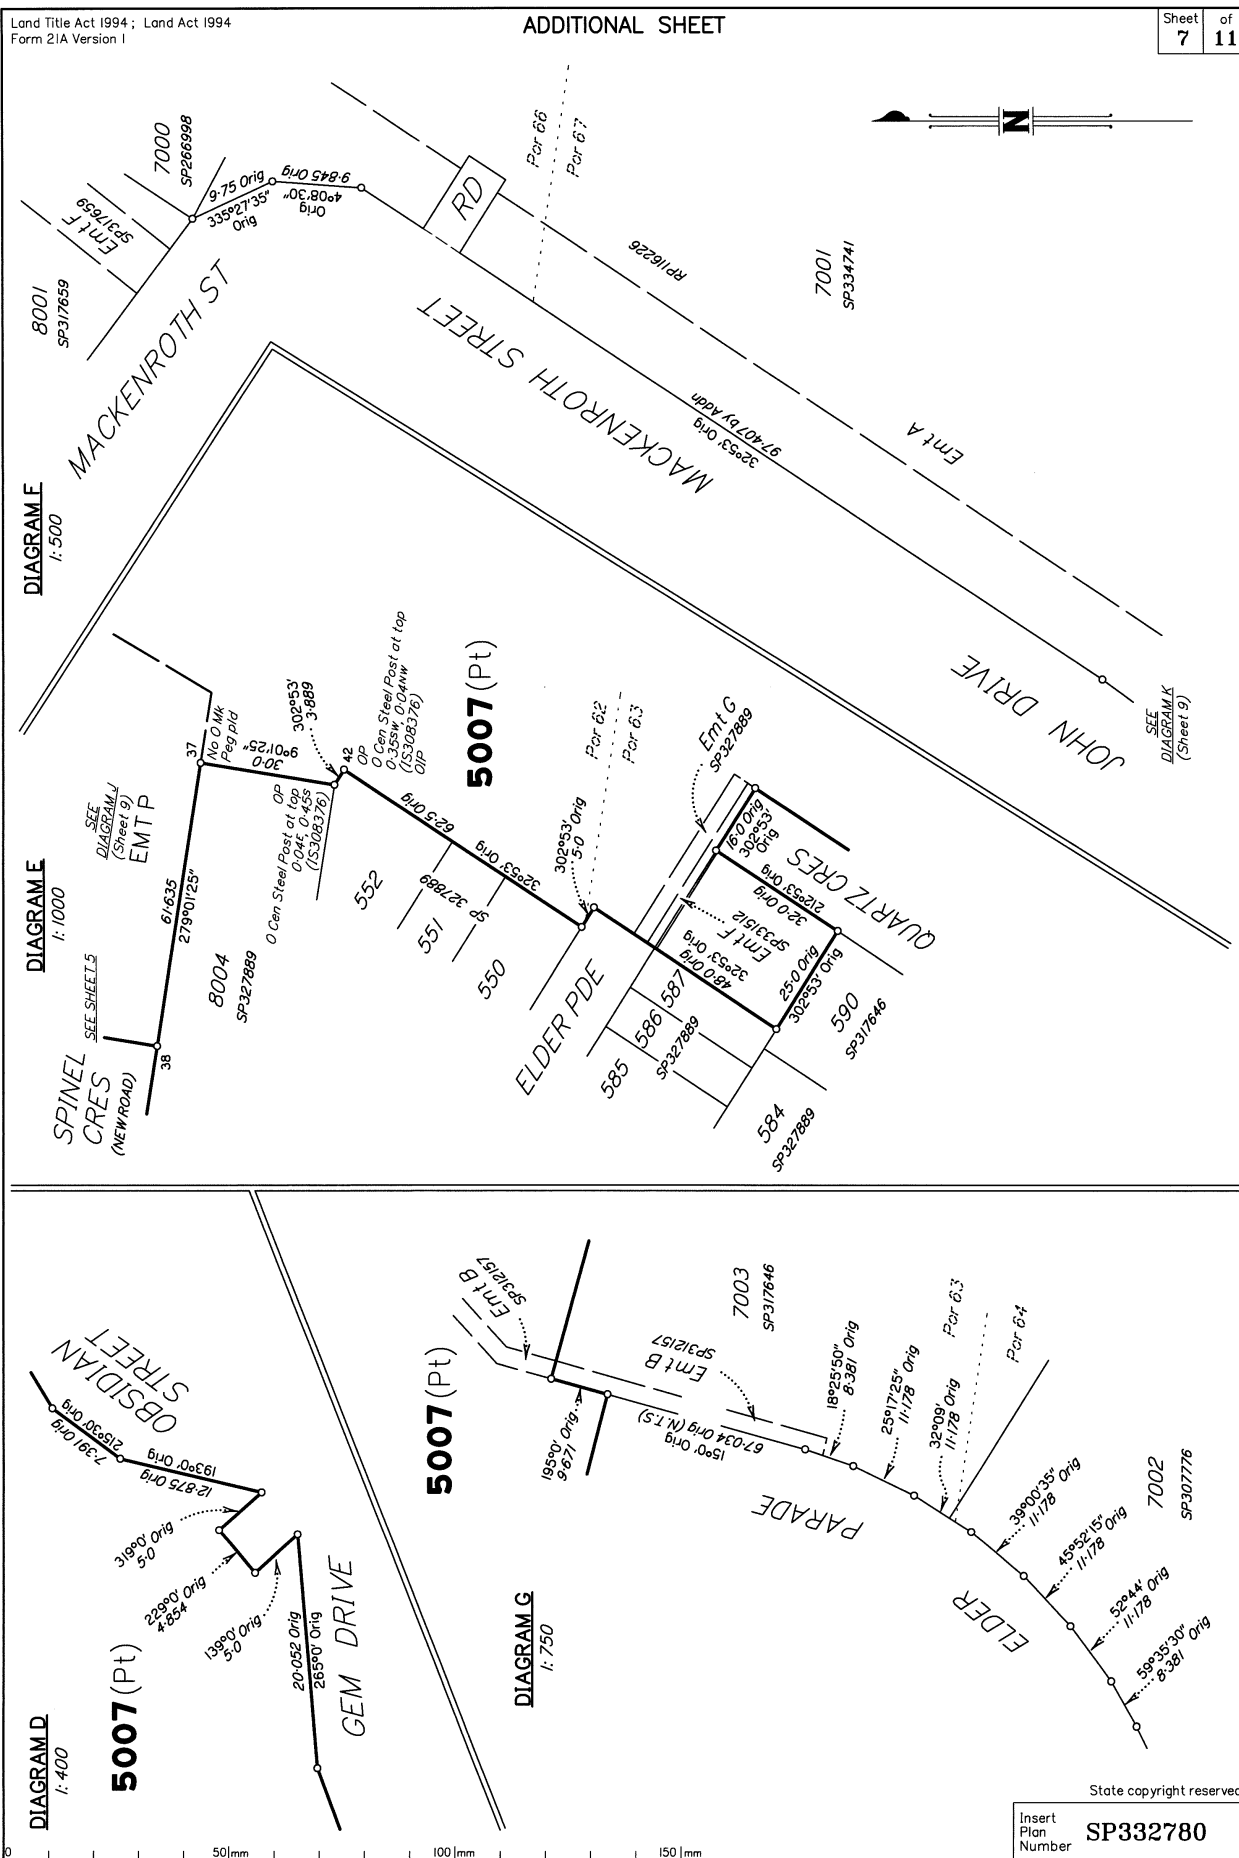 Land Title Act 1994 ; Land Act 1994
Form 21A Version 1
ADDITIONAL SHEET
Sheet of
7 11
N
DIAGRAM F
1:500
8001
SP317659
Emt F
SP317659
7000
SP266998
9·75 Orig
335°27'35"
Orig
9·845 Orig
4°08'30"
Orig
MACKENROTH ST
MACKENROTH STREET
RD
Por 66
Por 67
RP116226
7001
SP334741
97·407 by Addn
32°53' Orig
Emt A
JOHN DRIVE
SEE
DIAGRAM K
(Sheet 9)
DIAGRAM E
1:1000
SPINEL
CRES
(NEW ROAD)
SEE SHEET 5
38
61·635
279°01'25"
SEE
DIAGRAM J
(Sheet 9)
EMT P
37
No O Mk
Peg pld
30·0
9°01'25"
302°53'
3·889
OP
O Cen Steel Post at top
0·04E, 0·45S
(IS308376)
42
OP
O Cen Steel Post at top
0·35SW, 0·04NW
(IS308376)
OIP
8004
SP327889
5007 (Pt)
552
551
SP 327889
550
62·5 Orig
32°53' Orig
302°53' Orig
5·0
Por 62
Por 63
Emt G
SP327889
ELDER PDE
585
586
587
SP327889
48·0 Orig
32°53' Orig
Emt F
SP331512
16·0 Orig
302°53'
Orig
32·0 Orig
212°53' Orig
25·0 Orig
302°53' Orig
QUARTZ CRES
590
SP317646
584
SP327889
DIAGRAM D
1:400
5007 (Pt)
OBSIDIAN
STREET
7·391 Orig
215°30' Orig
12·875 Orig
193°0' Orig
319°0' Orig
5·0
229°0' Orig
4·854
139°0' Orig
5·0
20·052 Orig
265°0' Orig
GEM DRIVE
DIAGRAM G
1:750
5007 (Pt)
Emt B
SP312157
7003
SP317646
Emt B
SP312157
195°0' Orig
9·671
15°0' Orig
67·034 Orig (N.T.S)
18°25'50" Orig
8·381
25°17'25" Orig
11·178
32°09' Orig
11·178
Por 63
Por 64
39°00'35" Orig
11·178
45°52'15" Orig
11·178
52°44' Orig
11·178
59°35'30" Orig
8·381
ELDER
PARADE
7002
SP307776
State copyright reserved
Insert
Plan
Number
SP332780
0
50mm
100mm
150mm